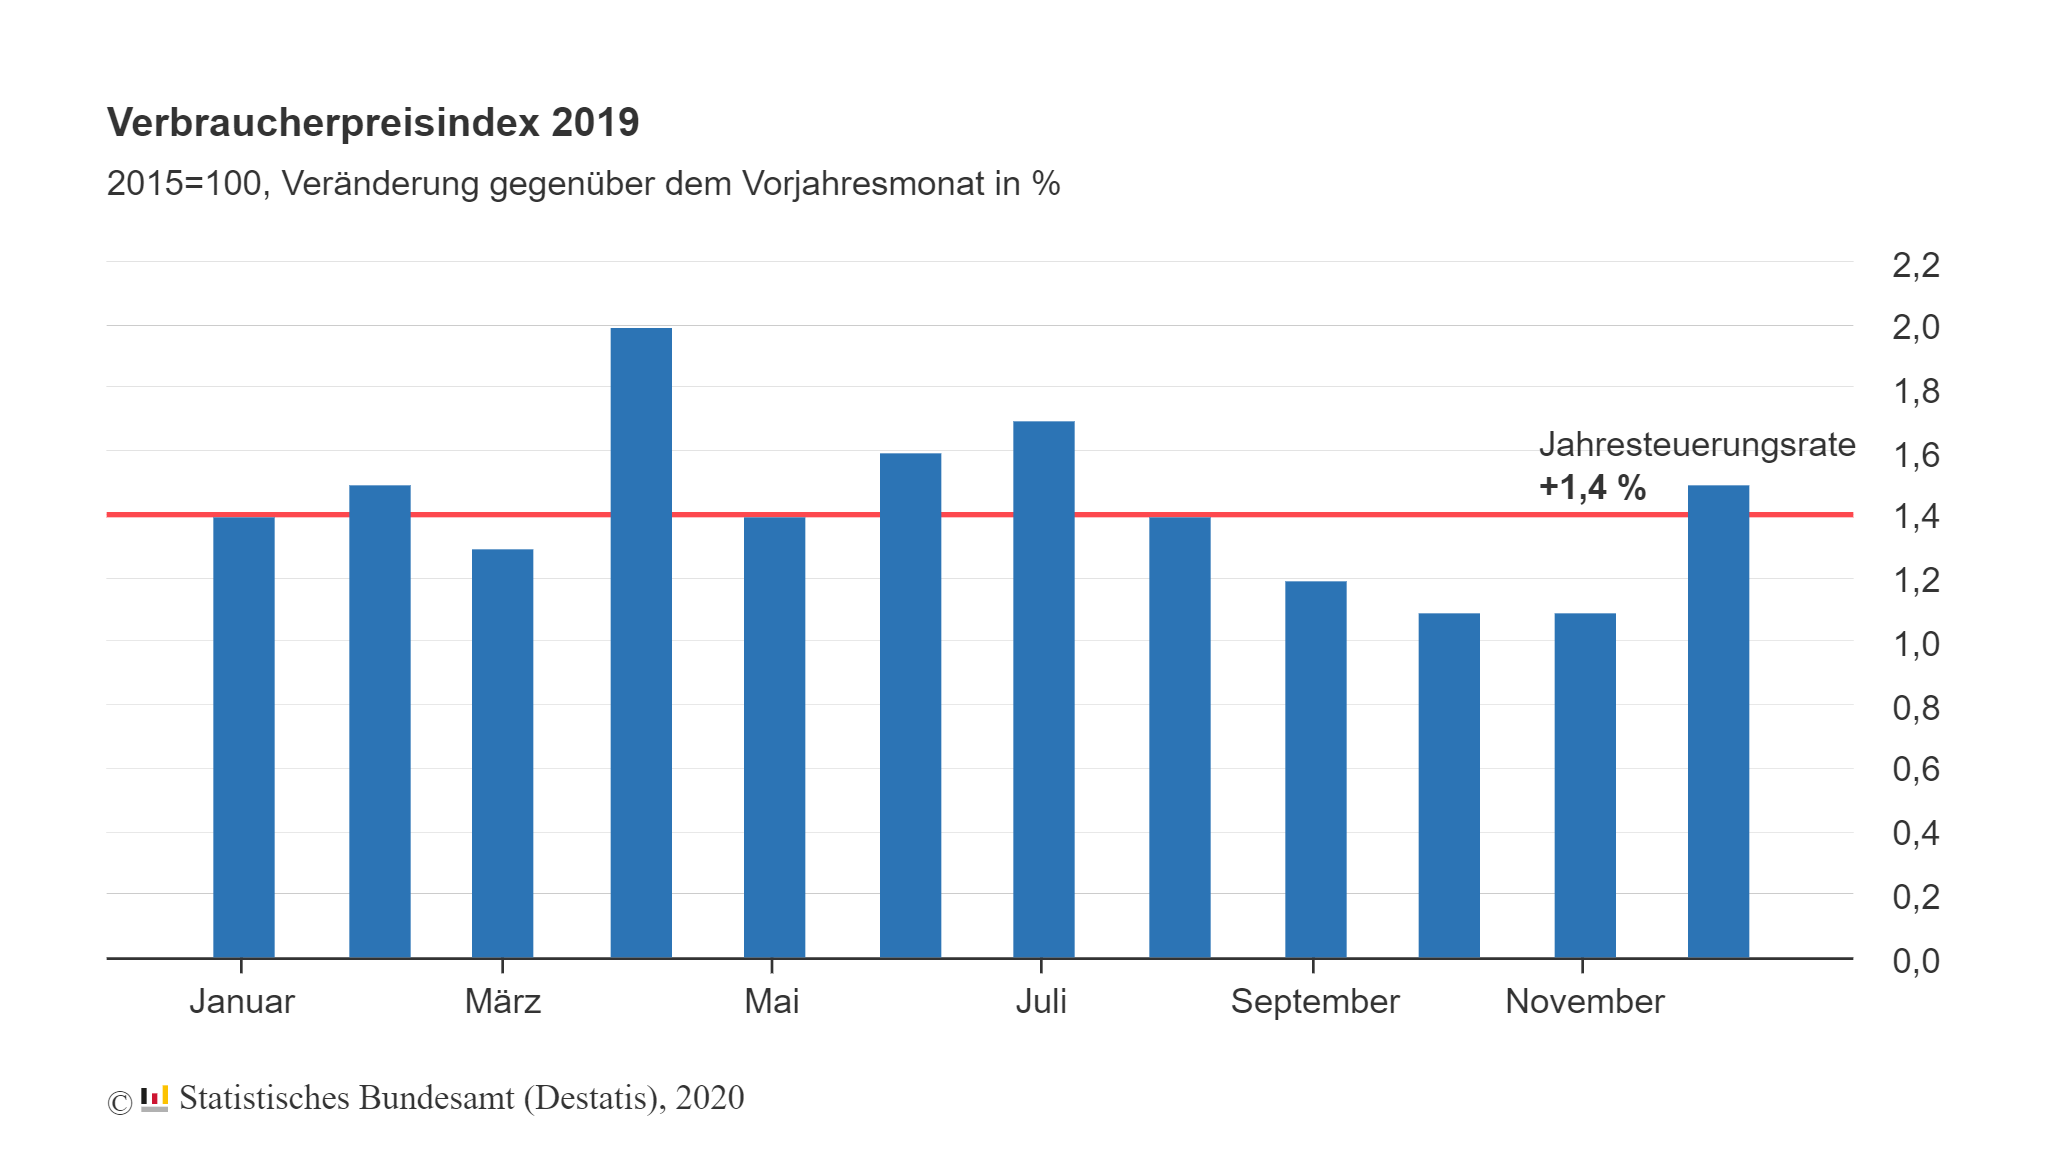 Verbraucherpreisindex 2019
2015=100, Veränderung gegenüber dem Vorjahresmonat in %
2,2
2,0
1,8
Jahresteuerungsrate
1,6
+1,4 %
1,4
1,2
1,0
0,8
0,6
0,4
0,2
0,0
Januar März Mai Juli September November
© Statistisches Bundesamt (Destatis), 2020